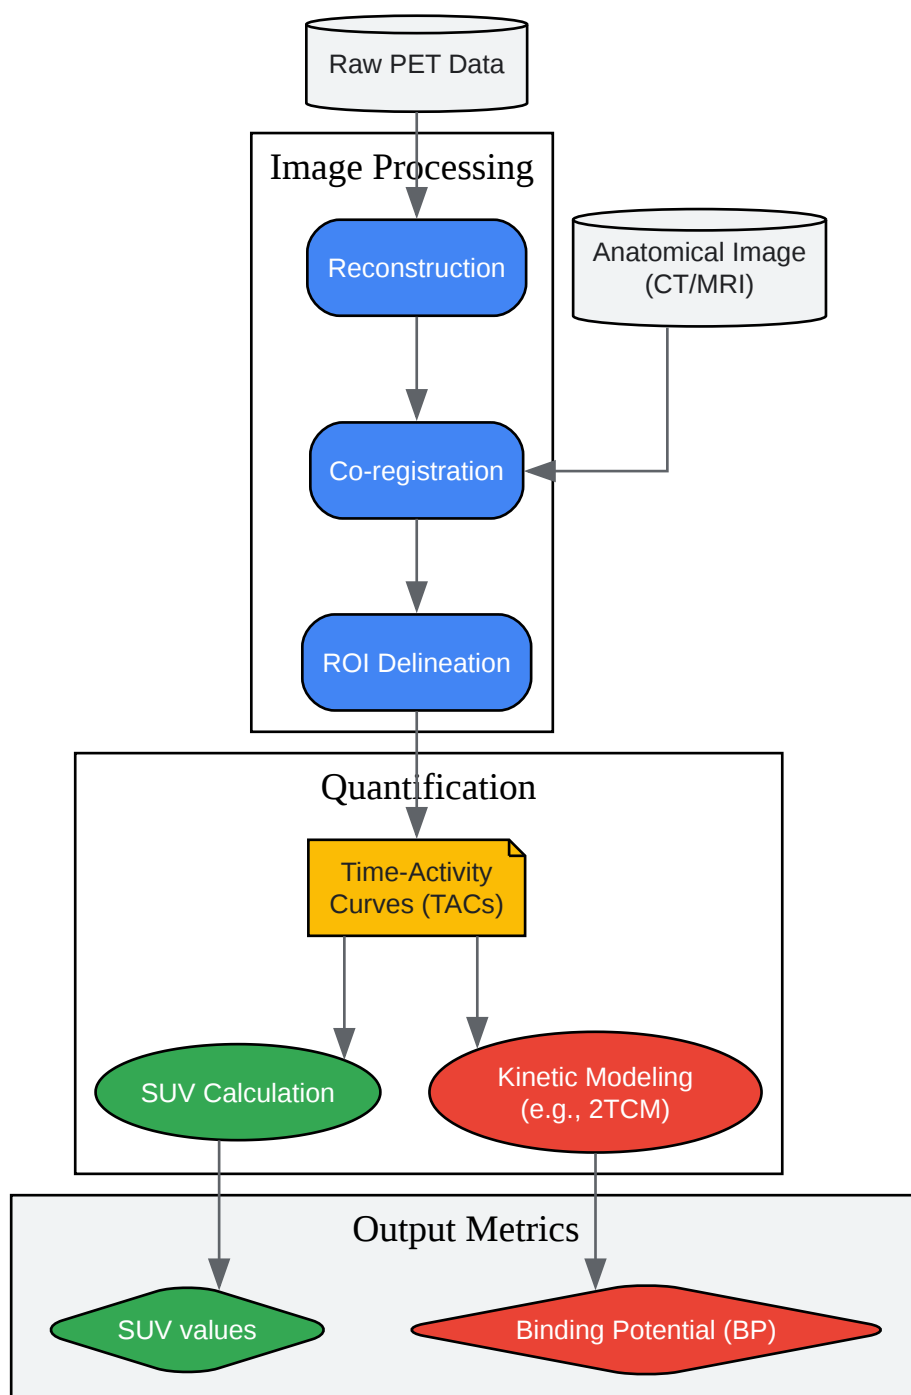 Raw PET Data
Image Processing
Reconstruction
Anatomical Image
(CT/MRI)
Co-registration
ROI Delineation
Quantification
Time-Activity
Curves (TACs)
SUV Calculation
Kinetic Modeling
(e.g., 2TCM)
Output Metrics
SUV values
Binding Potential (BP)